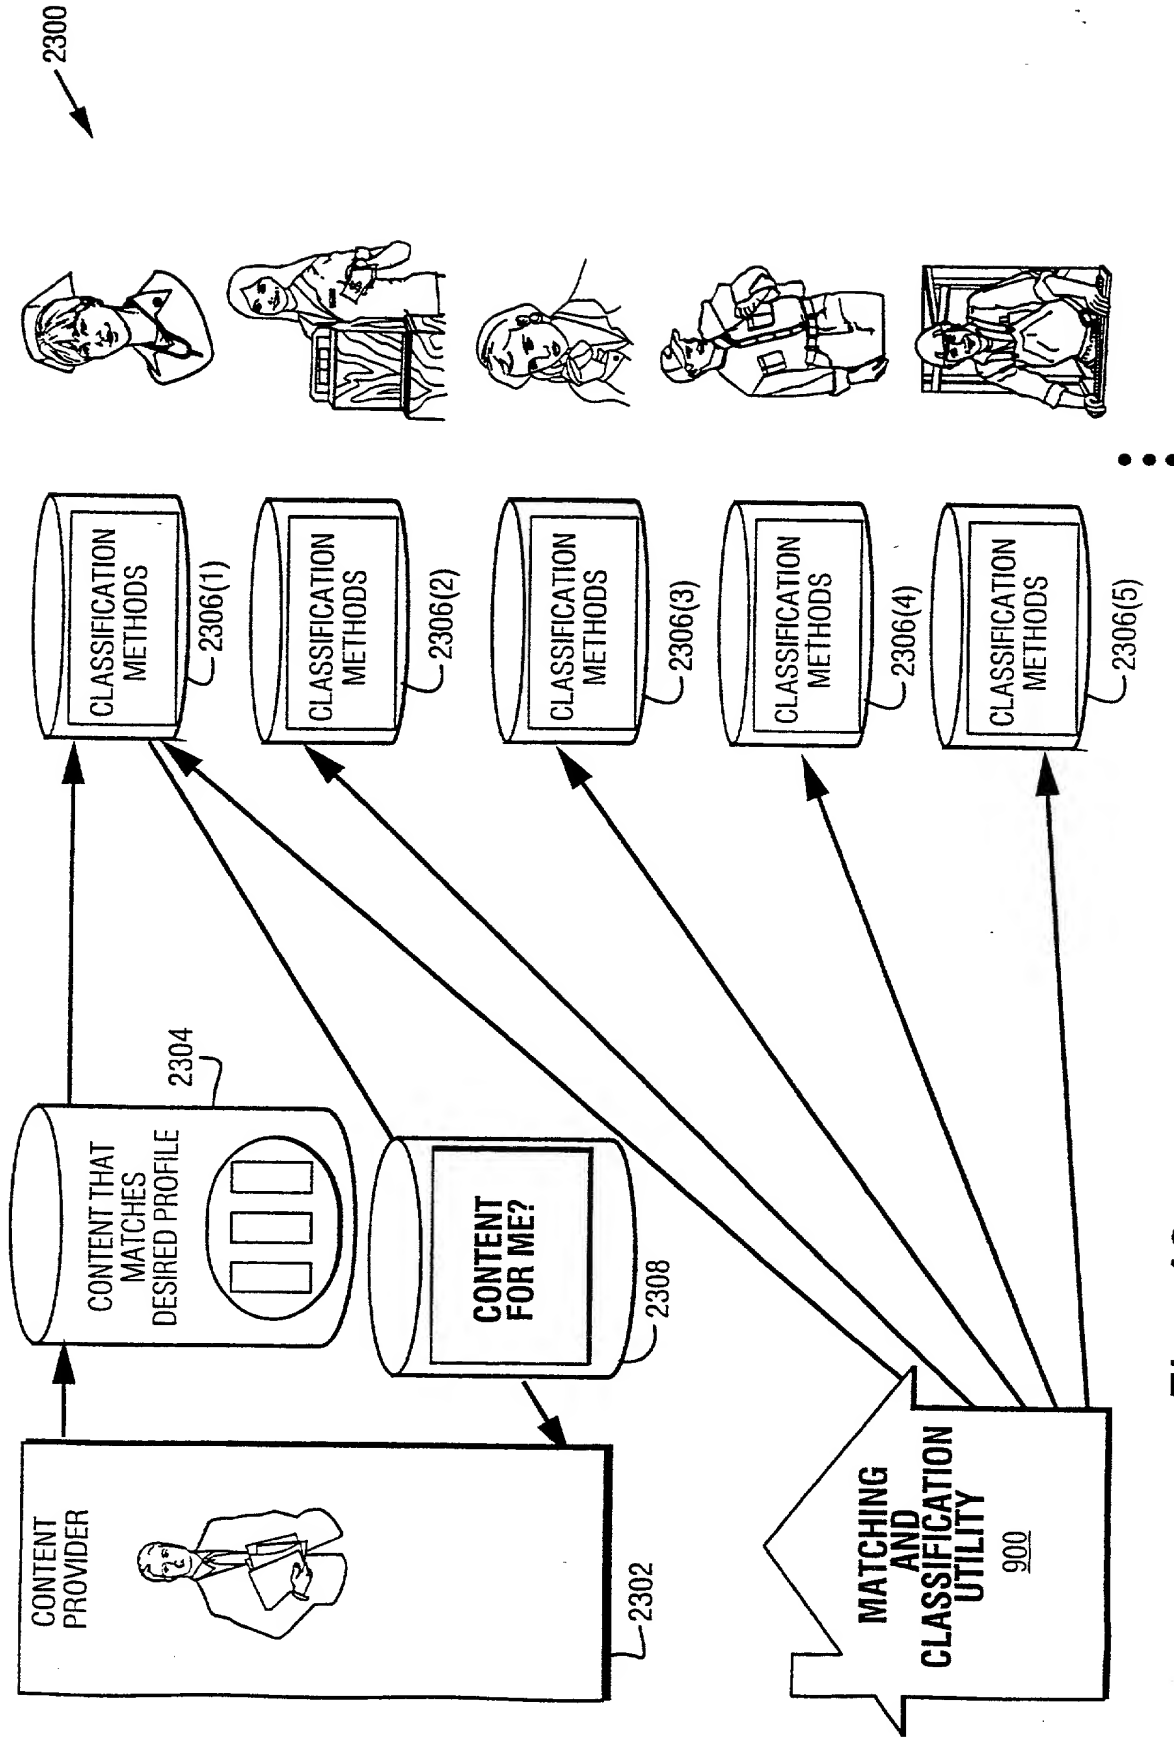 2300
CONTENT
PROVIDER
2302
CONTENT THAT
MATCHES
DESIRED PROFILE
2304
CONTENT
FOR ME?
2308
CLASSIFICATION
METHODS
2306(1)
CLASSIFICATION
METHODS
2306(2)
CLASSIFICATION
METHODS
2306(3)
CLASSIFICATION
METHODS
2306(4)
CLASSIFICATION
METHODS
2306(5)
MATCHING
AND
CLASSIFICATION
UTILITY
900